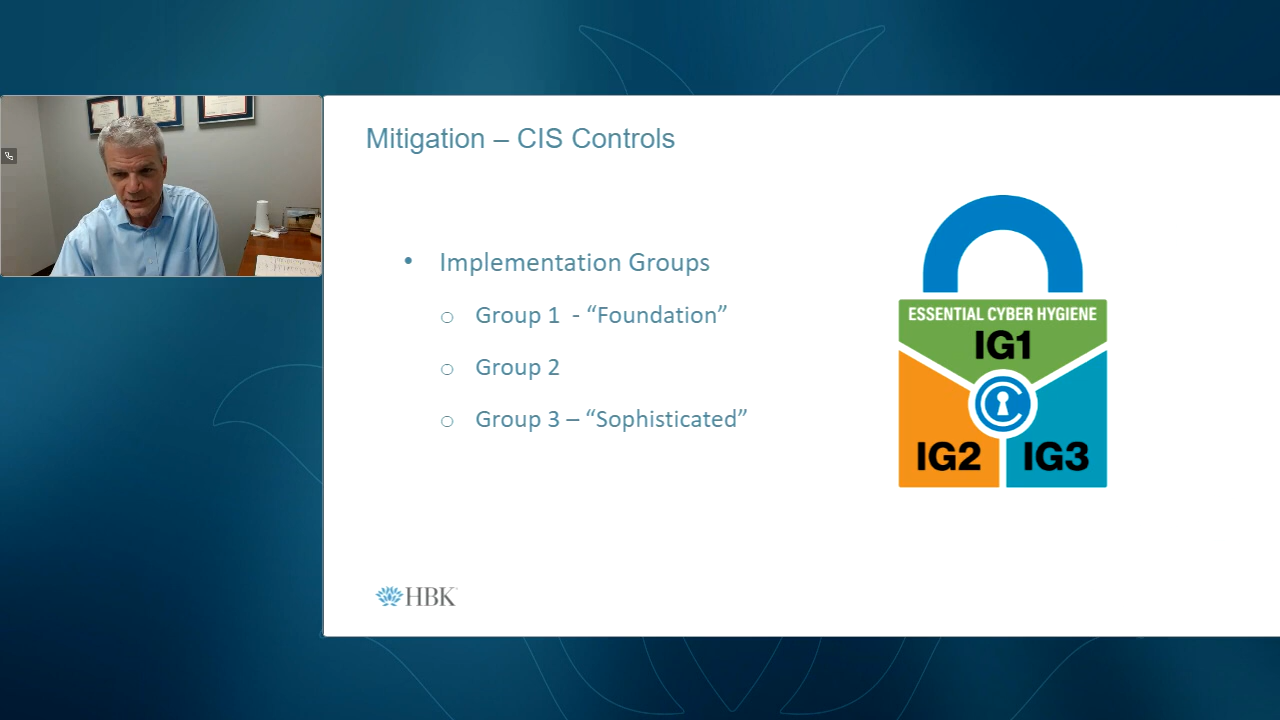 Mitigation – CIS Controls
• Implementation Groups
o Group 1 - “Foundation”
o Group 2
o Group 3 – “Sophisticated”
ESSENTIAL CYBER HYGIENE
IG1
IG2
IG3
HBK